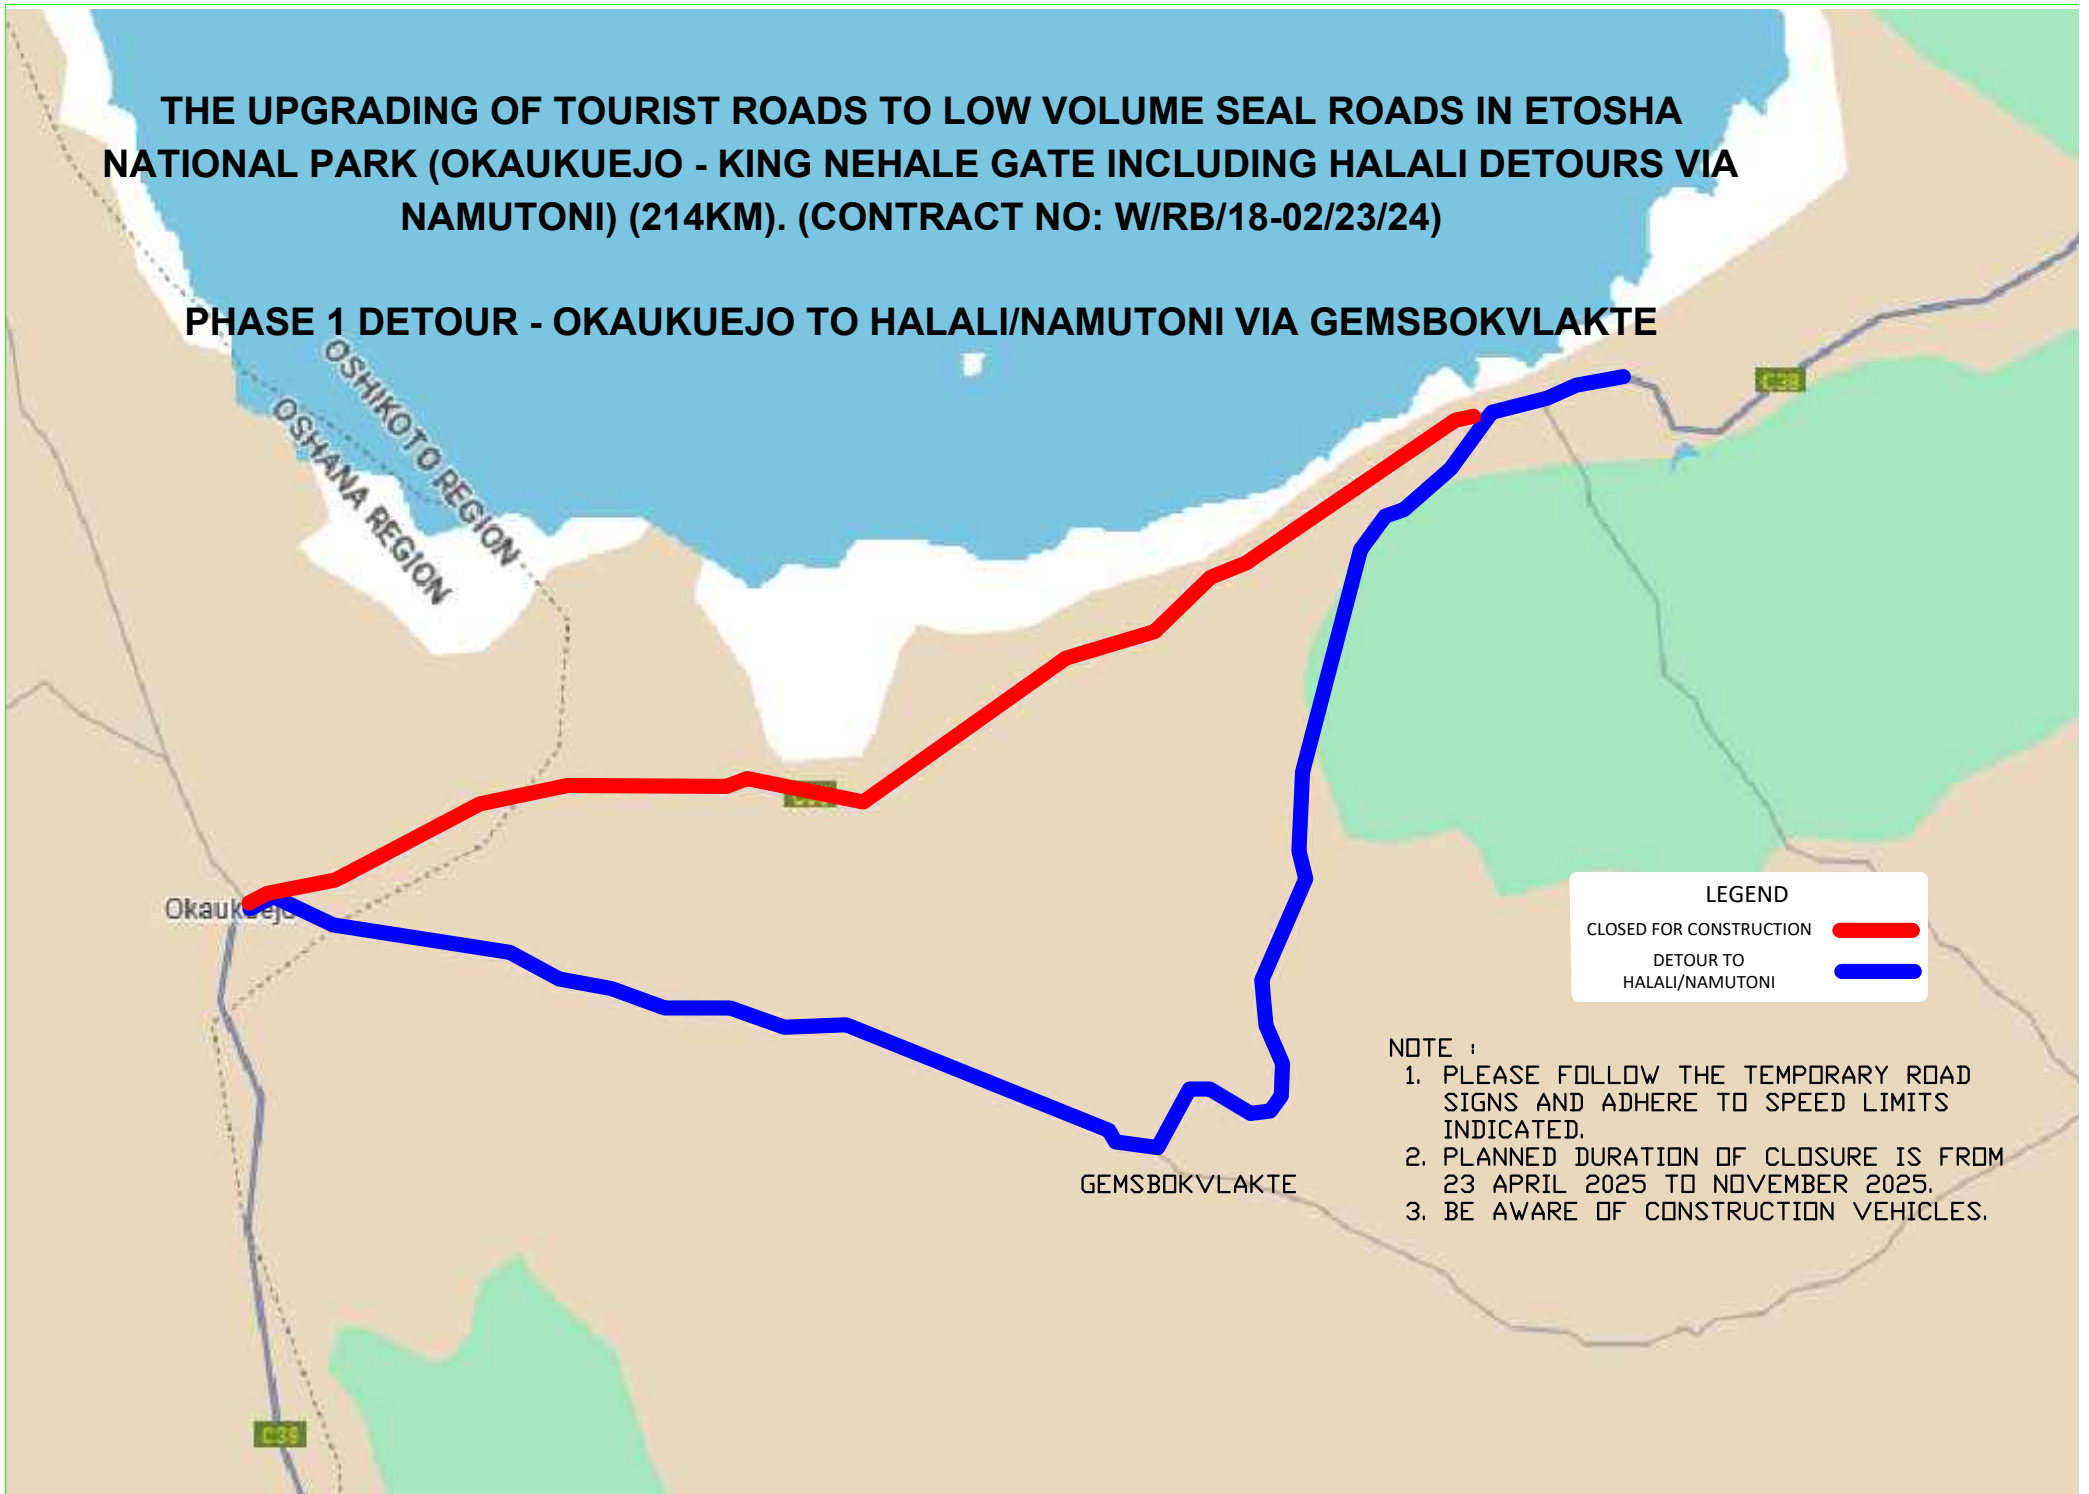 THE UPGRADING OF TOURIST ROADS TO LOW VOLUME SEAL ROADS IN ETOSHA
NATIONAL PARK (OKAUKUEJO - KING NEHALE GATE INCLUDING HALALI DETOURS VIA
NAMUTONI) (214KM). (CONTRACT NO: W/RB/18-02/23/24)
PHASE 1 DETOUR - OKAUKUEJO TO HALALI/NAMUTONI VIA GEMSBOKVLAKTE
OSHIKOTO REGION
OSHANA REGION
C38
Okaukuejo
LEGEND
CLOSED FOR CONSTRUCTION
DETOUR TO
HALALI/NAMUTONI
NOTE :
1. PLEASE FOLLOW THE TEMPORARY ROAD
SIGNS AND ADHERE TO SPEED LIMITS
INDICATED.
2. PLANNED DURATION OF CLOSURE IS FROM
23 APRIL 2025 TO NOVEMBER 2025.
3. BE AWARE OF CONSTRUCTION VEHICLES.
GEMSBOKVLAKTE
C38